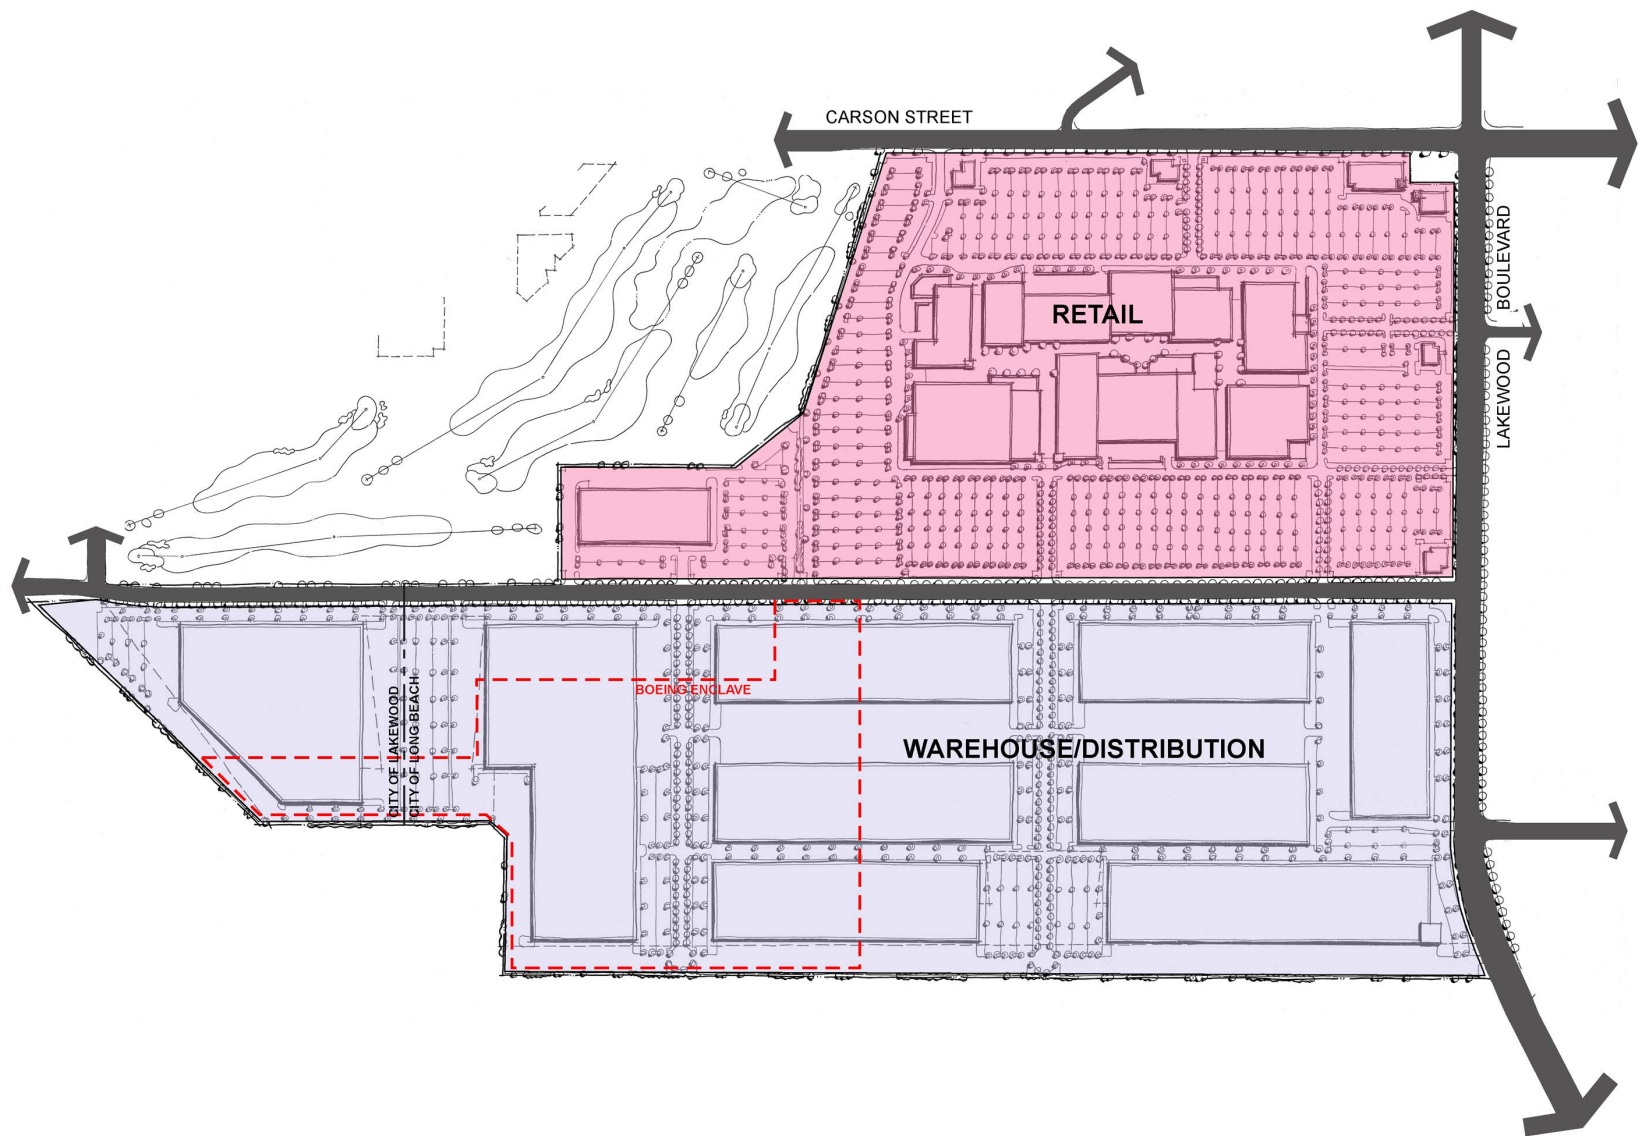 CARSON STREET
LAKEWOOD BOULEVARD
RETAIL
BOEING ENCLAVE
CITY OF LAKEWOOD
CITY OF LONG BEACH
WAREHOUSE/DISTRIBUTION